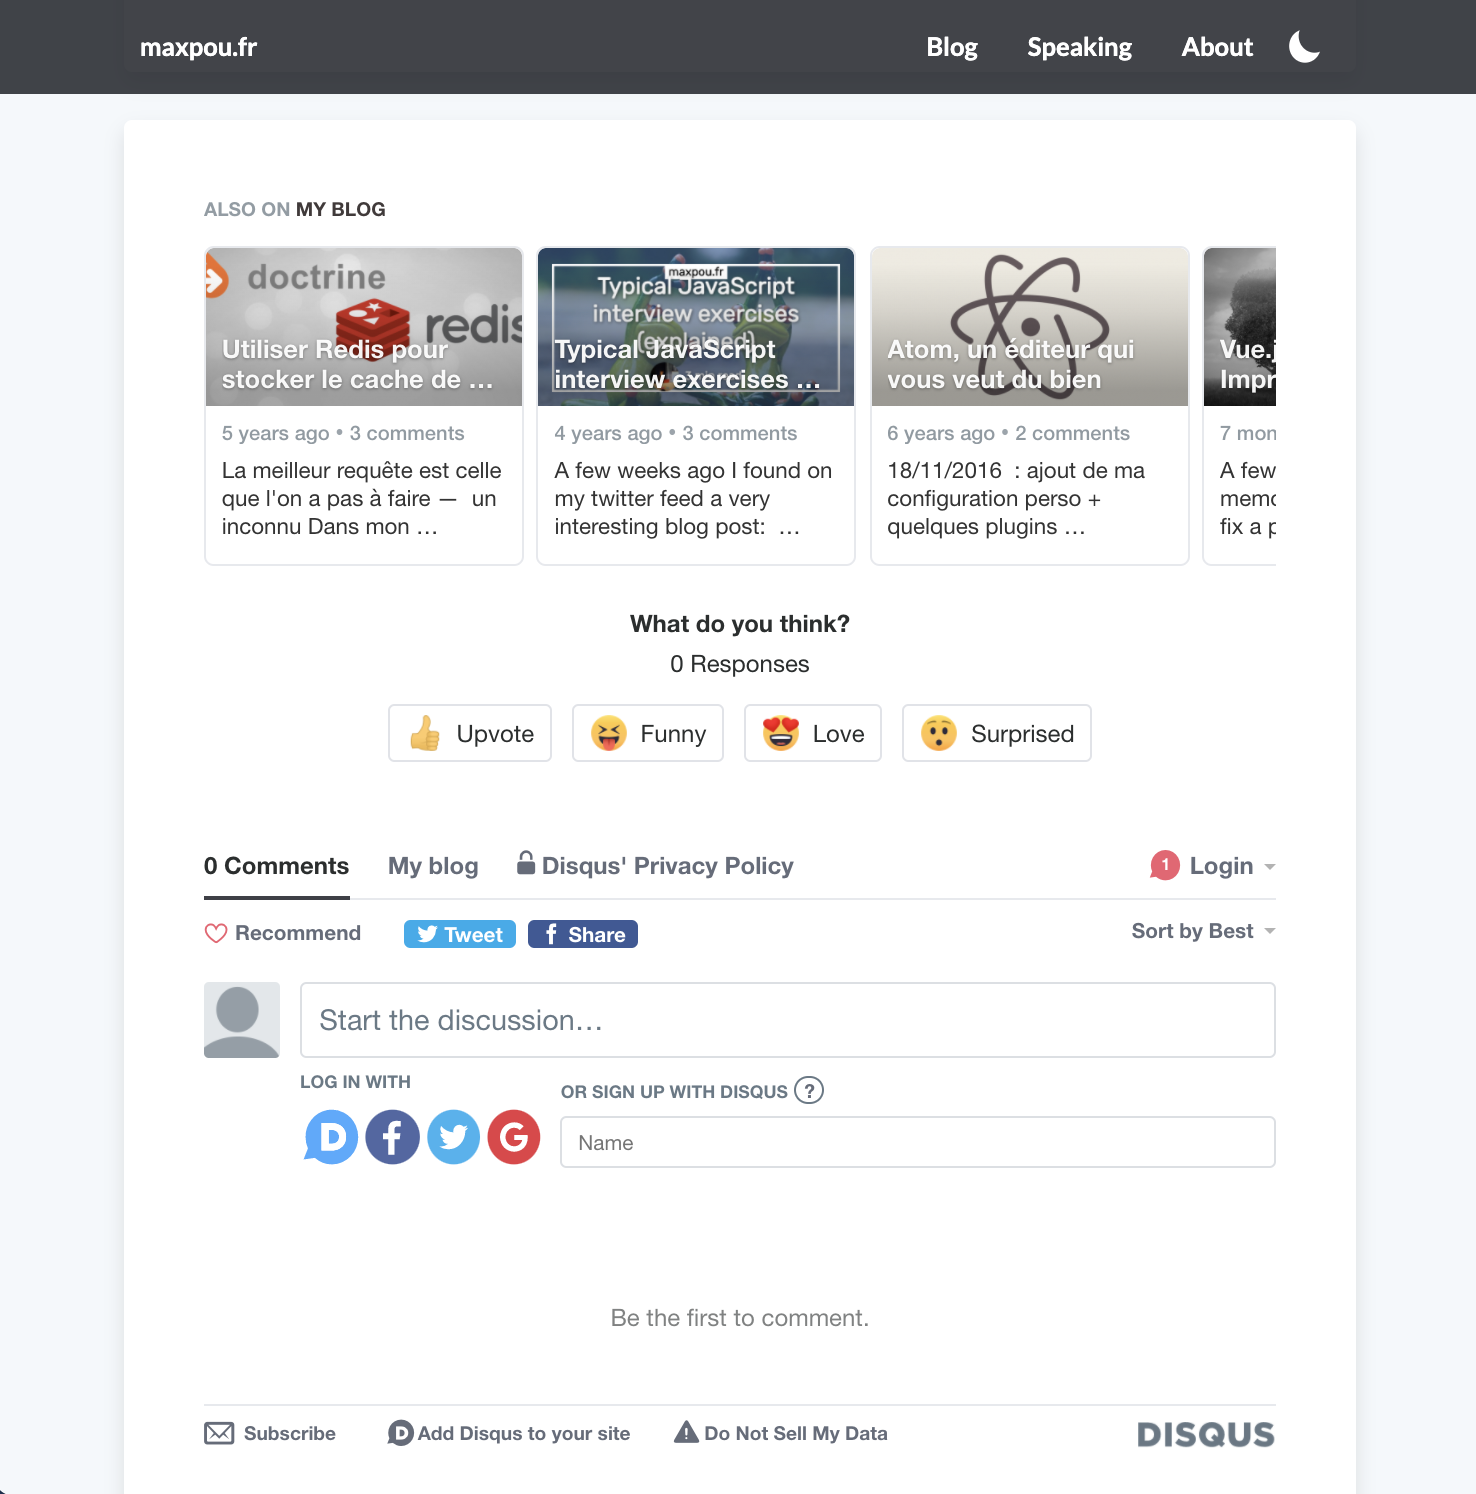 maxpou.fr
Blog
Speaking
About
ALSO ON MY BLOG
doctrine
redis
Utiliser Redis pour
stocker le cache de ...
5 years ago • 3 comments
La meilleur requête est celle
que l'on a pas à faire — un
inconnu Dans mon ...
maxpou.fr
Typical JavaScript
interview exercises
(explained)
Typical JavaScript
interview exercises ...
4 years ago • 3 comments
A few weeks ago I found on
my twitter feed a very
interesting blog post: ...
Atom, un éditeur qui
vous veut du bien
6 years ago • 2 comments
18/11/2016 : ajout de ma
configuration perso +
quelques plugins ...
Vue.j
Impr
7 mon
A few
memo
fix a p
What do you think?
0 Responses
Upvote
Funny
Love
Surprised
0 Comments
My blog
Disqus' Privacy Policy
1
Login
Recommend
Tweet
Share
Sort by Best
Start the discussion...
LOG IN WITH
OR SIGN UP WITH DISQUS ?
Name
Be the first to comment.
Subscribe
Add Disqus to your site
Do Not Sell My Data
DISQUS